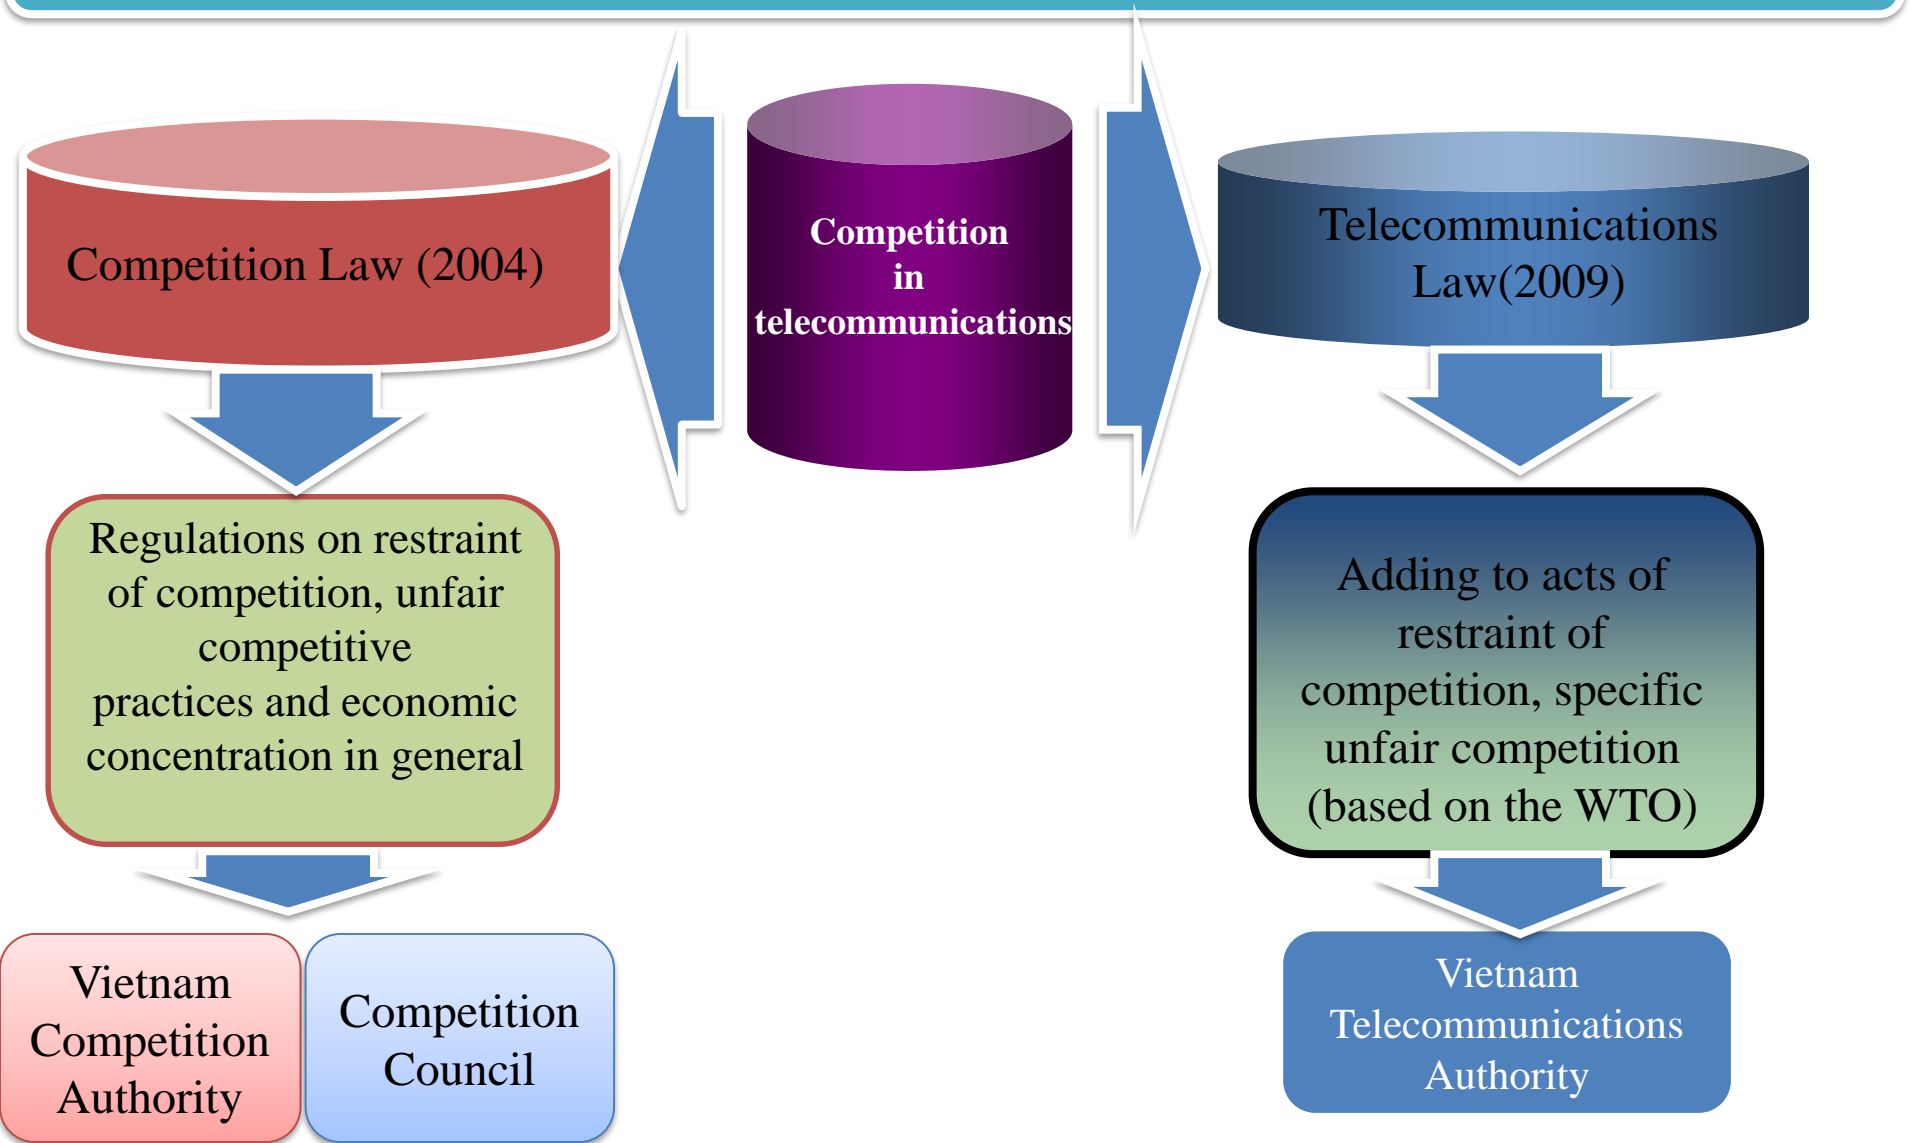 Competition Law (2004)
Competition
in
telecommunications
Telecommunications
Law(2009)
Regulations on restraint
of competition, unfair
competitive
practices and economic
concentration in general
Adding to acts of
restraint of
competition, specific
unfair competition
(based on the WTO)
Vietnam
Competition
Authority
Competition
Council
Vietnam
Telecommunications
Authority